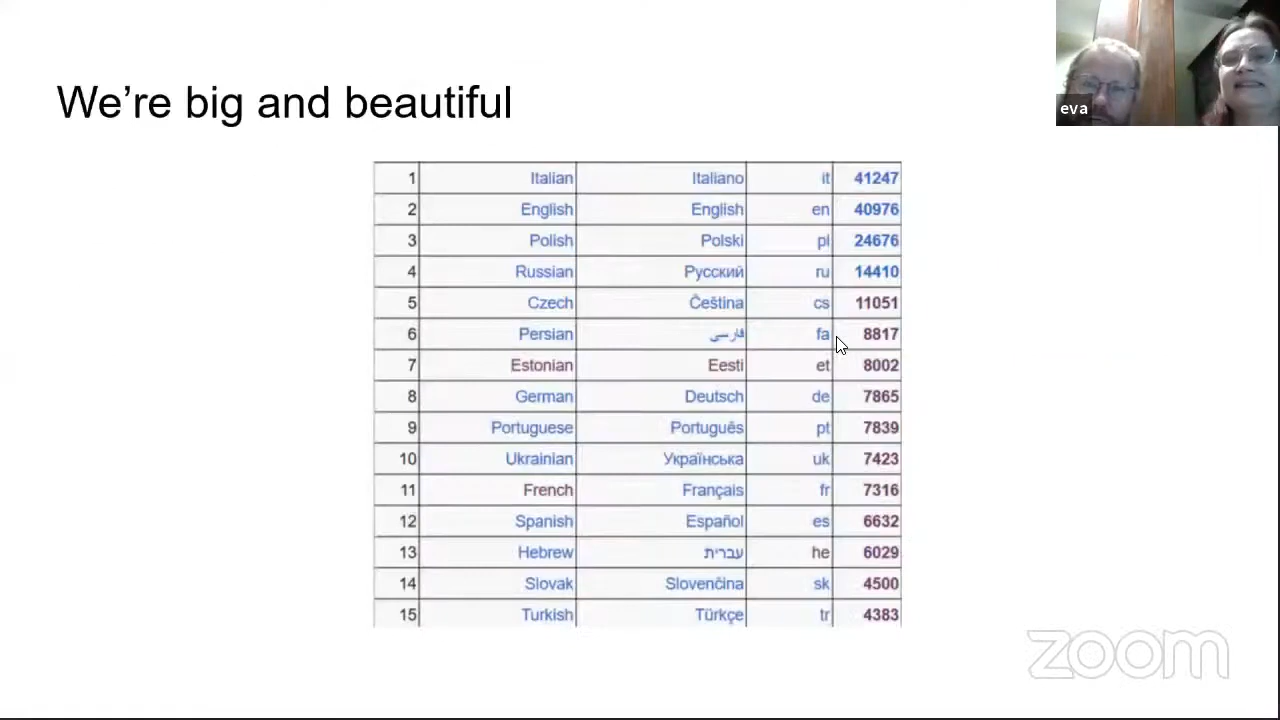 We’re big and beautiful
eva
1 Italian Italiano it 41247
2 English English en 40976
3 Polish Polski pl 24676
4 Russian Русский ru 14410
5 Czech Čeština cs 11051
6 Persian فارسی fa 8817
7 Estonian Eesti et 8002
8 German Deutsch de 7865
9 Portuguese Português pt 7839
10 Ukrainian Українська uk 7423
11 French Français fr 7316
12 Spanish Español es 6632
13 Hebrew עברית he 6029
14 Slovak Slovenčina sk 4500
15 Turkish Türkçe tr 4383
zoom